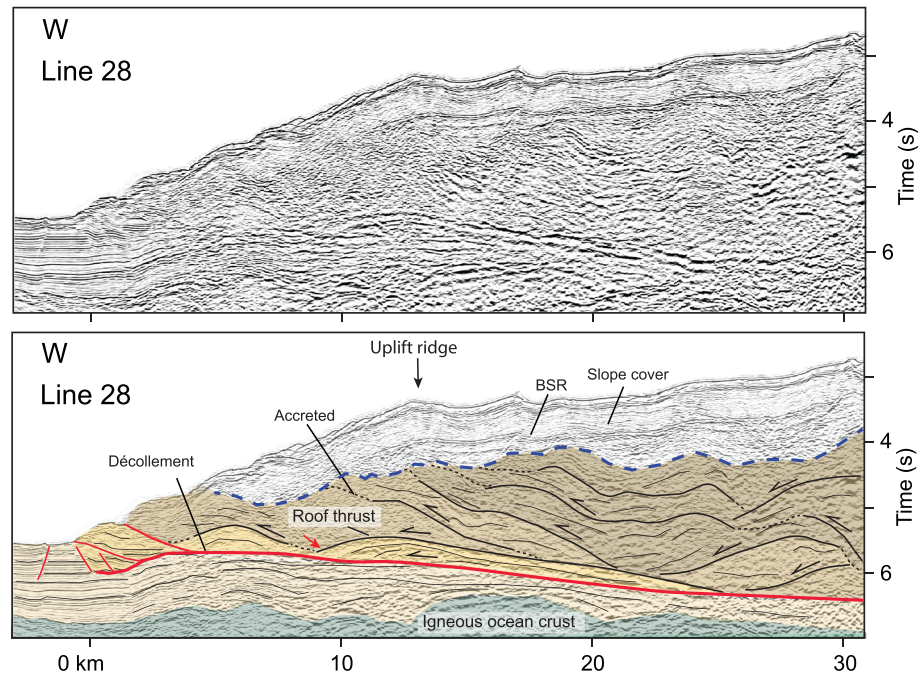 W
Line 28
4
6
Time (s)
W
Line 28
Uplift ridge
BSR
Slope cover
Accreted
Décollement
Roof thrust
4
6
Time (s)
Igneous ocean crust
0 km
10
20
30